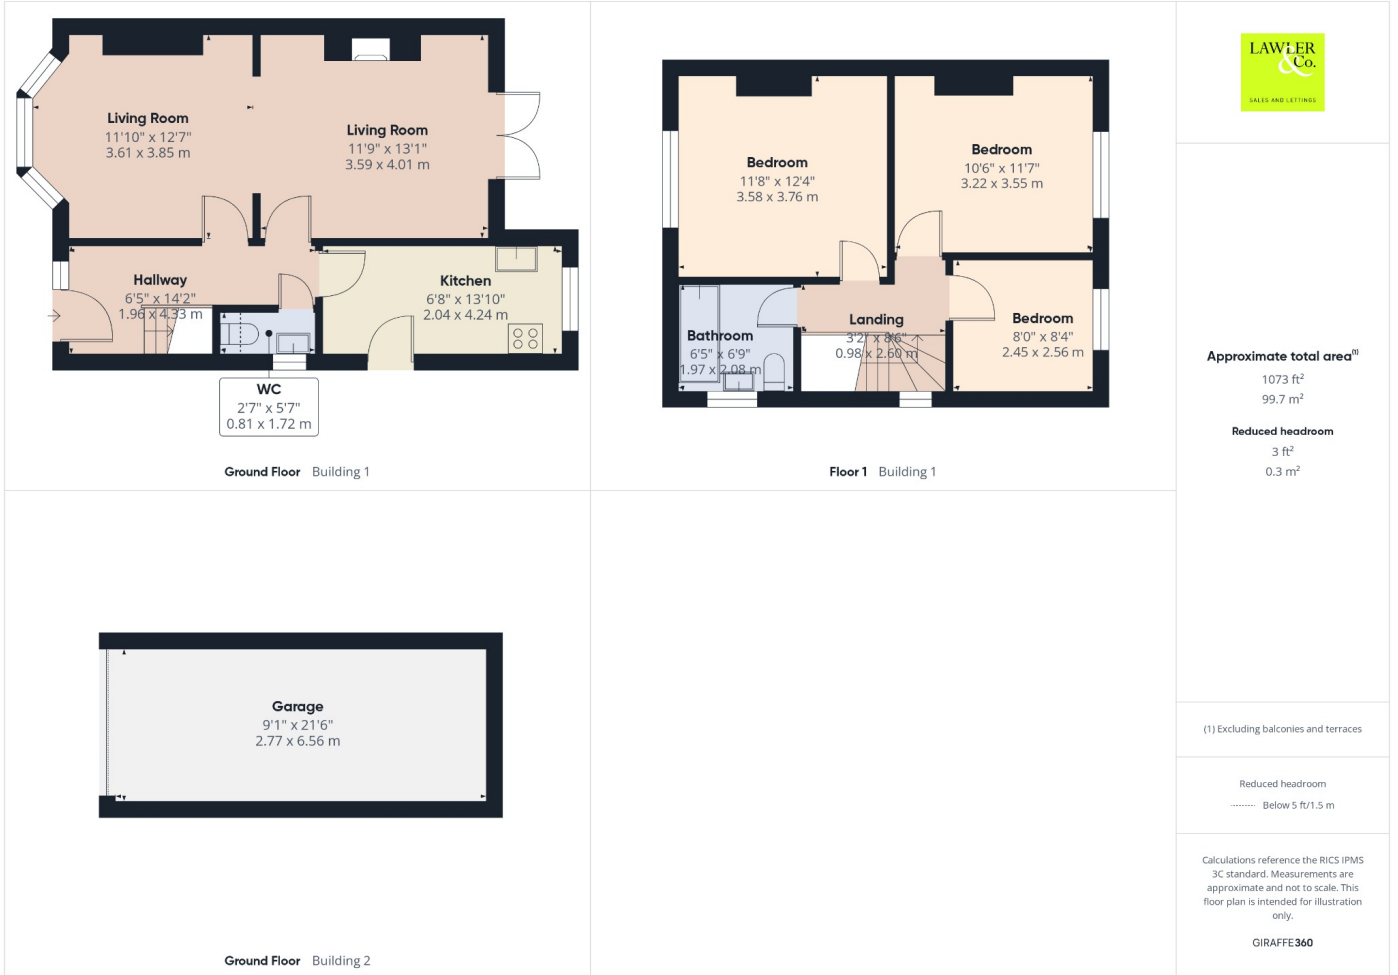 Living Room
11'10" x 12'7"
3.61 x 3.85 m
Living Room
11'9" x 13'1"
3.59 x 4.01 m
Hallway
6'5" x 14'2"
1.96 x 4.33 m
Kitchen
6'8" x 13'10"
2.04 x 4.24 m
WC
2'7" x 5'7"
0.81 x 1.72 m
Ground Floor Building 1
Bedroom
11'8" x 12'4"
3.58 x 3.76 m
Bedroom
10'6" x 11'7"
3.22 x 3.55 m
Bathroom
6'5" x 6'9"
1.97 x 2.08 m
Landing
3'2" x 8'6"
0.98 x 2.60 m
Bedroom
8'0" x 8'4"
2.45 x 2.56 m
Floor 1 Building 1
Garage
9'1" x 21'6"
2.77 x 6.56 m
Ground Floor Building 2
LAWLER
& Co.
SALES AND LETTINGS
Approximate total area(1)
1073 ft²
99.7 m²
Reduced headroom
3 ft²
0.3 m²
(1) Excluding balconies and terraces
Reduced headroom
Below 5 ft/1.5 m
Calculations reference the RICS IPMS
3C standard. Measurements are
approximate and not to scale. This
floor plan is intended for illustration
only.
GIRAFFE360